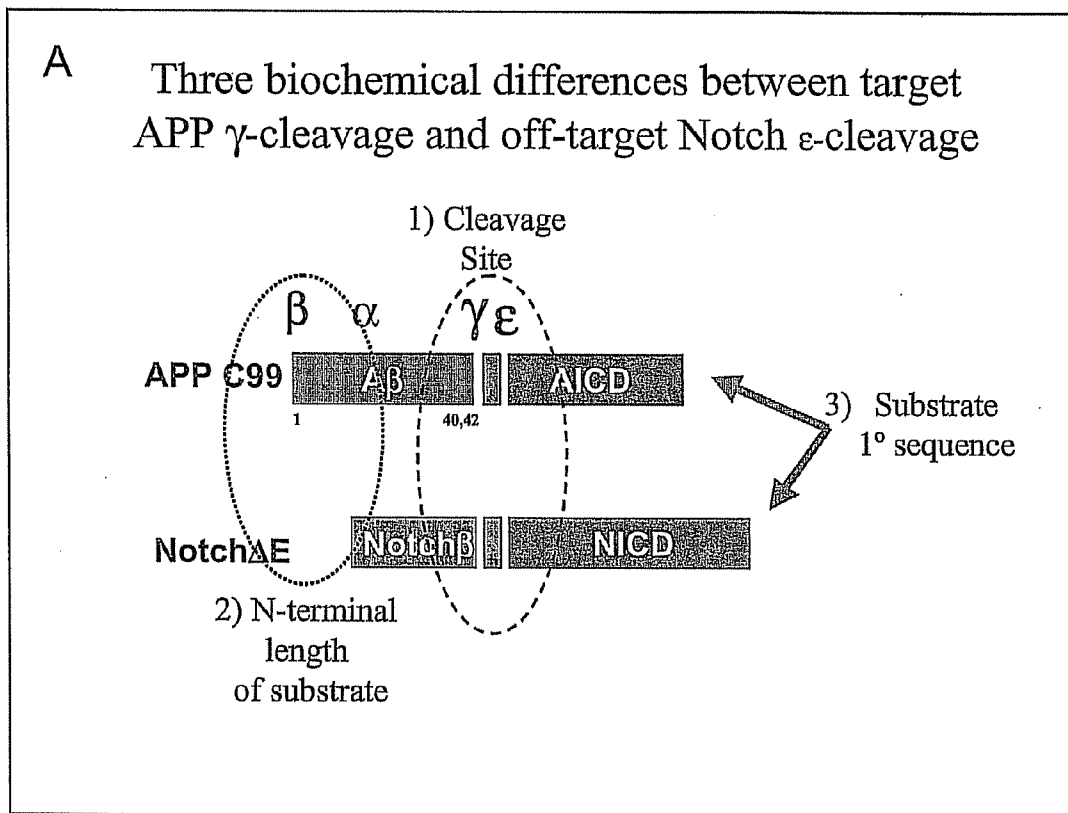 A
Three biochemical differences between target
APP γ-cleavage and off-target Notch ε-cleavage
1) Cleavage
Site
β α γ ε
APP C99 Aβ AICD
1 40,42
3) Substrate
1º sequence
NotchΔE Notchβ NICD
2) N-terminal
length
of substrate